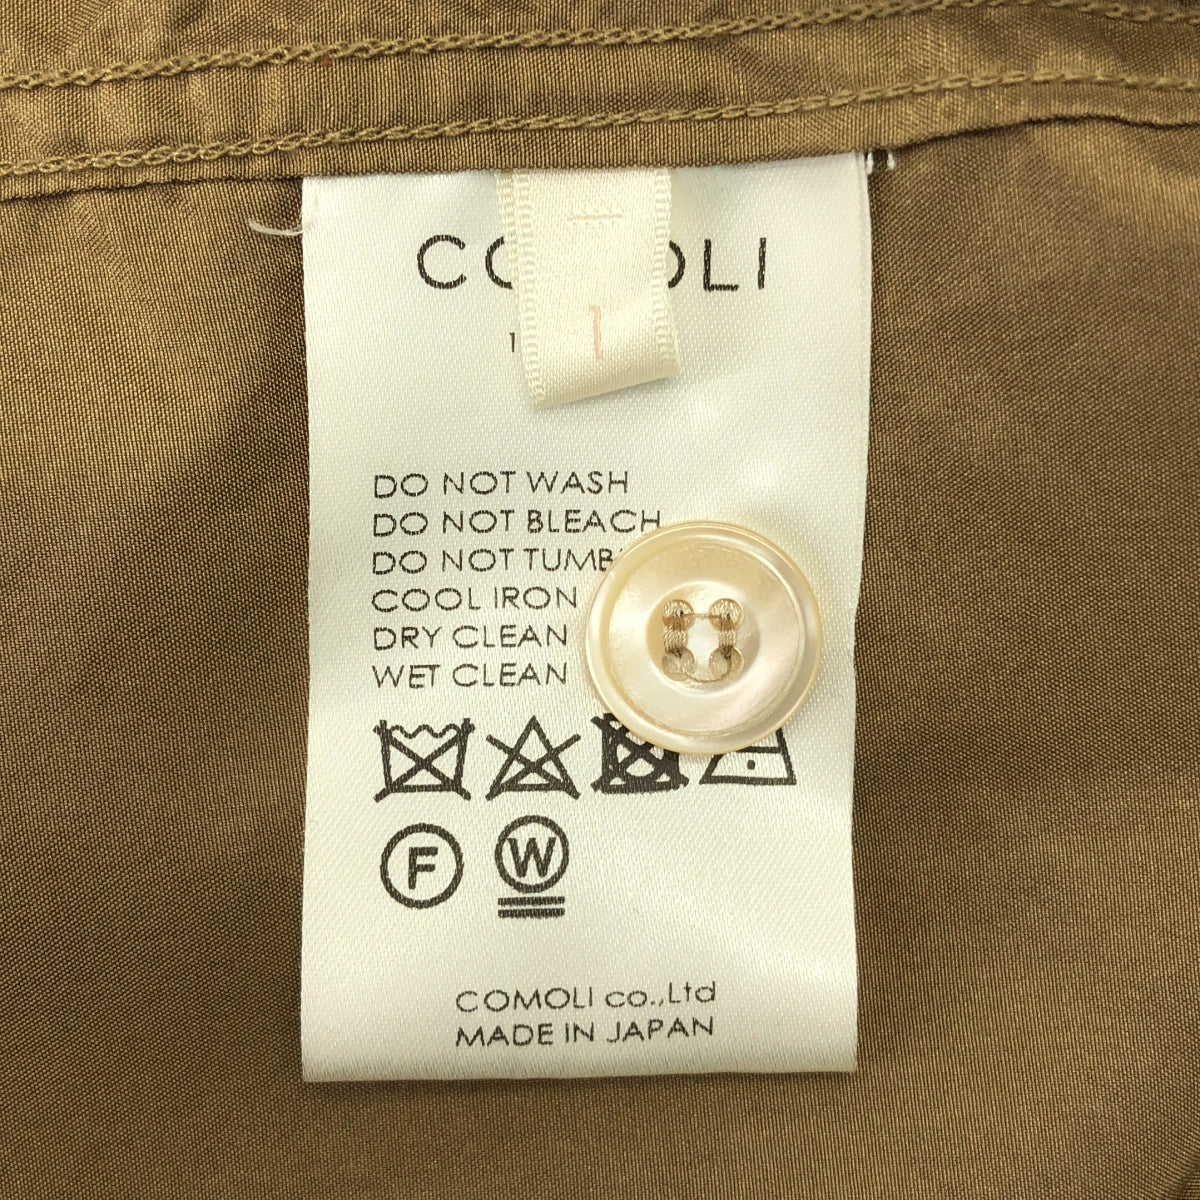 COMOLI
1
DO NOT WASH
DO NOT BLEACH
DO NOT
COOL IRON
DRY CLEAN
WET CLEAN
F W
COMOLI co.,Ltd
MADE IN JAPAN